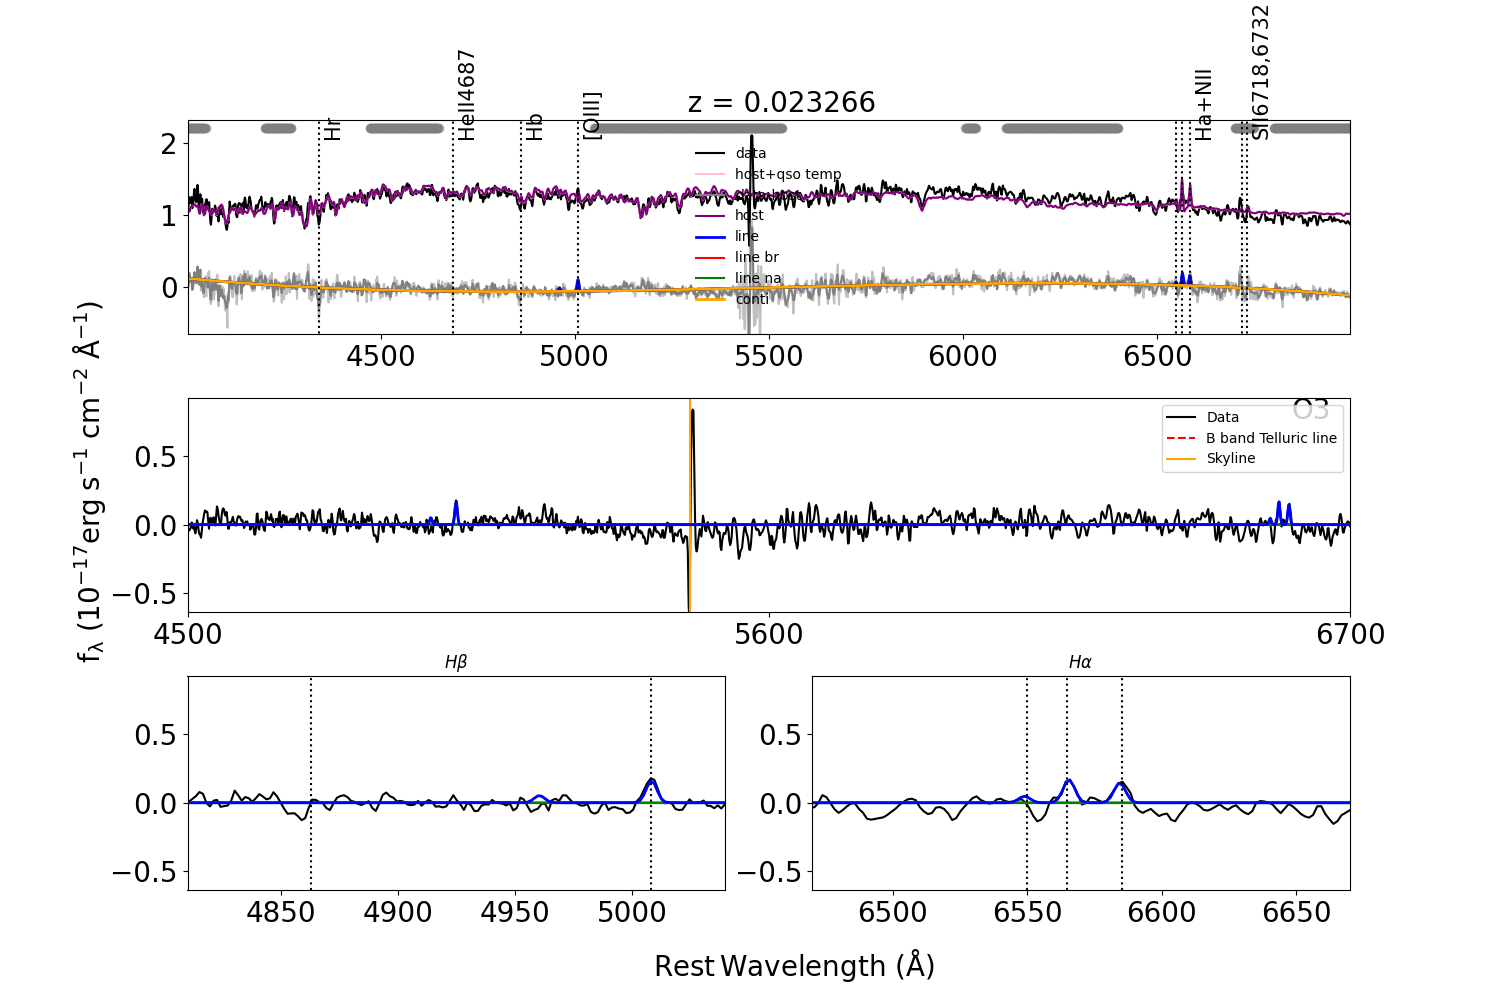 z = 0.023266
Hr
HeII4687
Hb
[OIII]
Ha+NII
SII6718,6732
data
host+qso temp
host
line
line br
line na
conti
2
1
0
4500 5000 5500 6000 6500
fλ (10⁻¹⁷erg s⁻¹ cm⁻² Å⁻¹)
O3
Data
B band Telluric line
Skyline
0.5
0.0
−0.5
4500 5600 6700
Hβ
0.5
0.0
−0.5
4850 4900 4950 5000
Hα
0.5
0.0
−0.5
6500 6550 6600 6650
Rest Wavelength (Å)